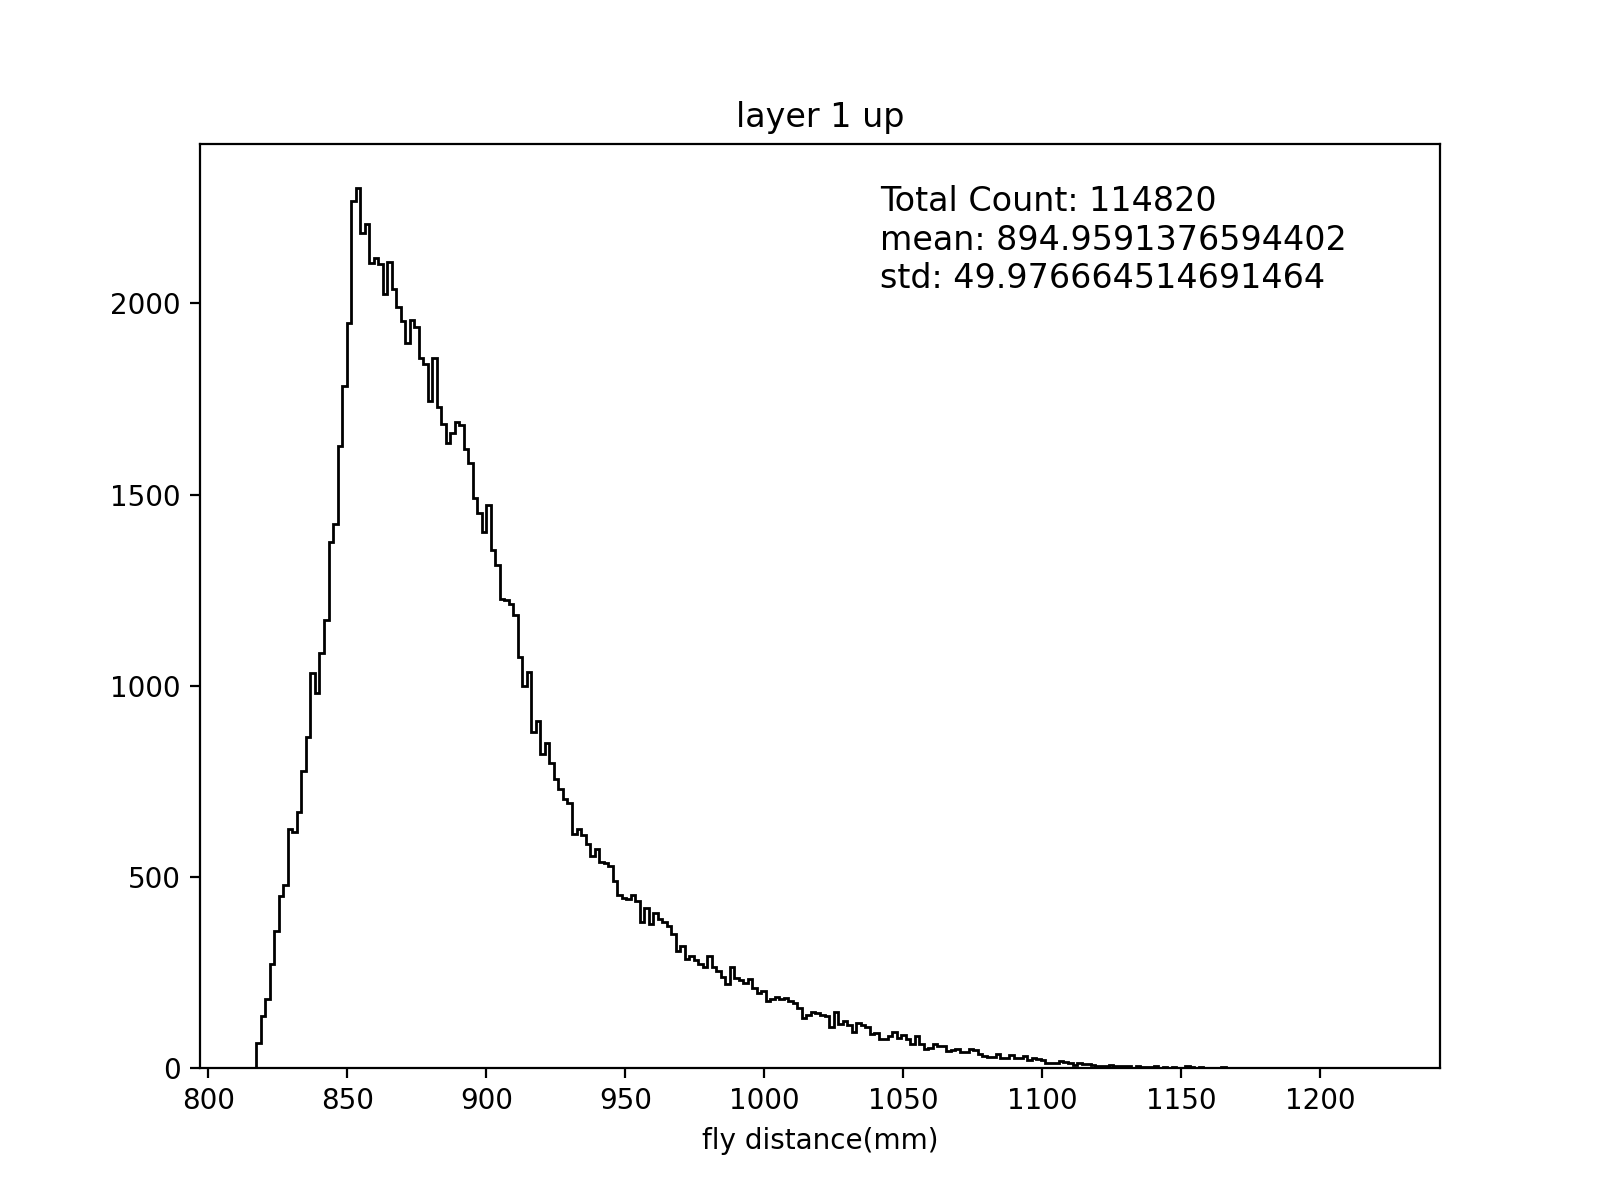 layer 1 up
Total Count: 114820
mean: 894.9591376594402
std: 49.976664514691464
2000
1500
1000
500
0
800 850 900 950 1000 1050 1100 1150 1200
fly distance(mm)